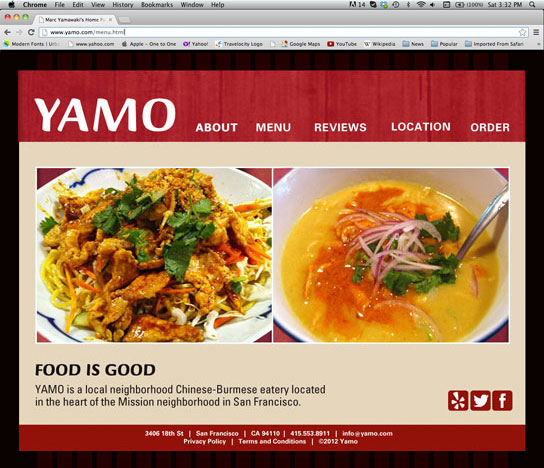 Chrome File Edit View History Bookmarks Window Help 14 (100%) Sat 3:32 PM
Marc Yamawaki's Home P
www.yamo.com/menu.html
Modern Fonts | Ur www.yahoo.com Apple - One to One Yahoo! Travelocity Logo Google Maps YouTube Wikipedia News Popular Imported From Safari
YAMO
ABOUT MENU REVIEWS LOCATION ORDER
FOOD IS GOOD
YAMO is a local neighborhood Chinese-Burmese eatery located
in the heart of the Mission neighborhood in San Francisco.
3406 18th St | San Francisco | CA 94110 | 415.553.8911 | info@yamo.com
Privacy Policy | Terms and Conditions | ©2012 Yamo